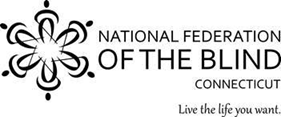 NATIONAL FEDERATION
OF THE BLIND
CONNECTICUT
Live the life you want.